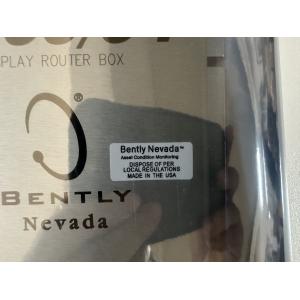 PLAY ROUTER BOX
®
BENTLY
Nevada
Bently Nevada™
Asset Condition Monitoring
DISPOSE OF PER
LOCAL REGULATIONS
MADE IN THE USA